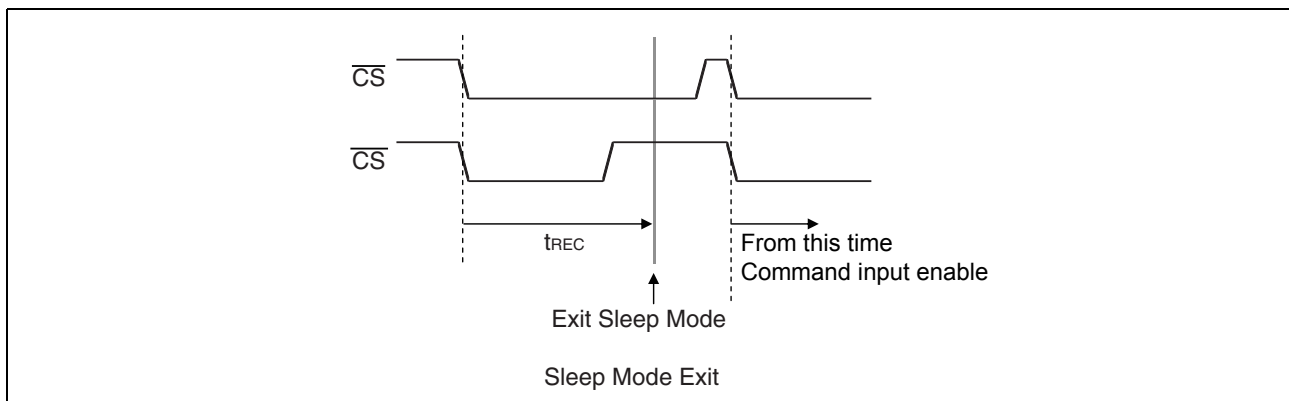 CS
CS
tREC
From this time
Command input enable
Exit Sleep Mode
Sleep Mode Exit